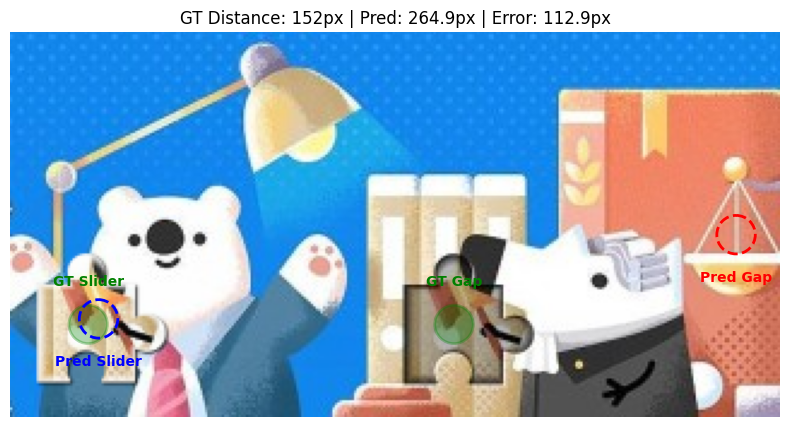 GT Distance: 152px | Pred: 264.9px | Error: 112.9px
GT Slider
GT Gap
Pred Gap
Pred Slider